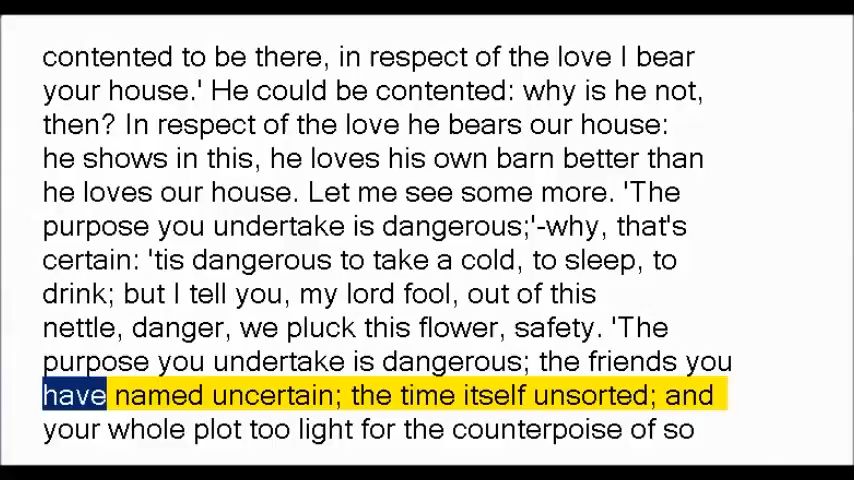 contented to be there, in respect of the love I bear
your house.' He could be contented: why is he not,
then? In respect of the love he bears our house:
he shows in this, he loves his own barn better than
he loves our house. Let me see some more. 'The
purpose you undertake is dangerous;'-why, that's
certain: 'tis dangerous to take a cold, to sleep, to
drink; but I tell you, my lord fool, out of this
nettle, danger, we pluck this flower, safety. 'The
purpose you undertake is dangerous; the friends you
have named uncertain; the time itself unsorted; and
your whole plot too light for the counterpoise of so